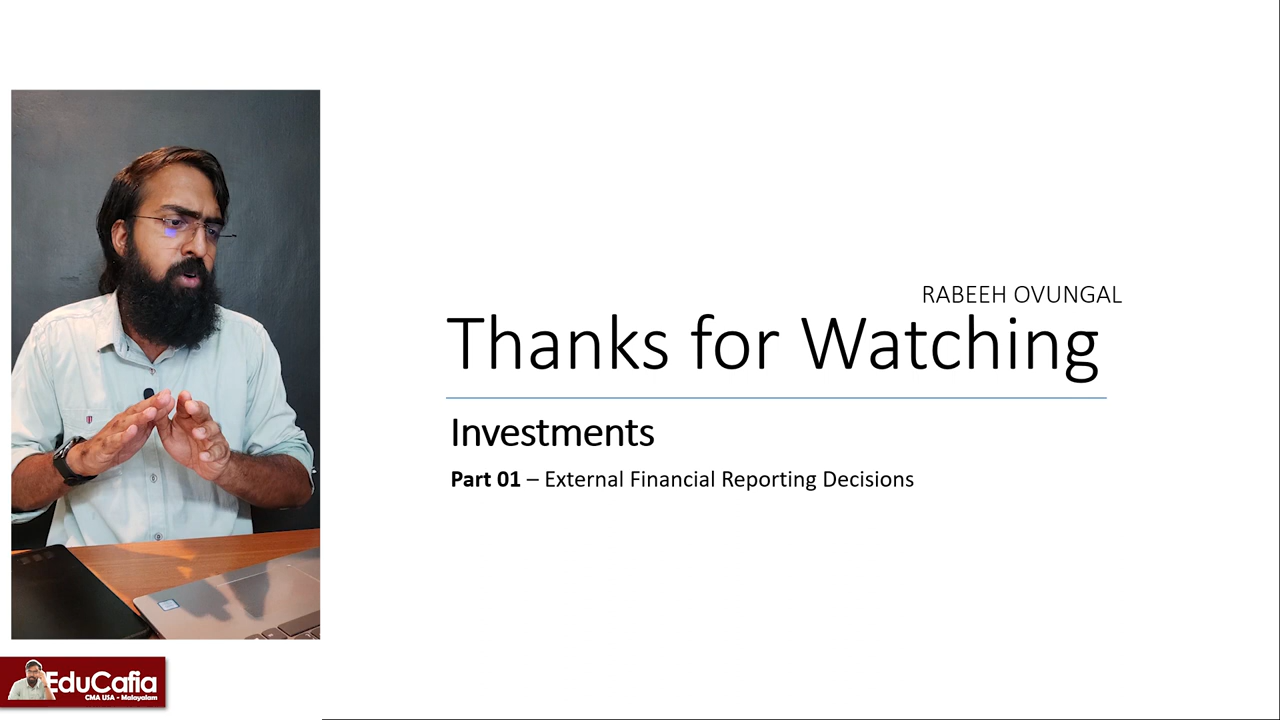 RABEEH OVUNGAL
Thanks for Watching
Investments
Part 01 – External Financial Reporting Decisions
EduCafia
CMA USA - Malayalam